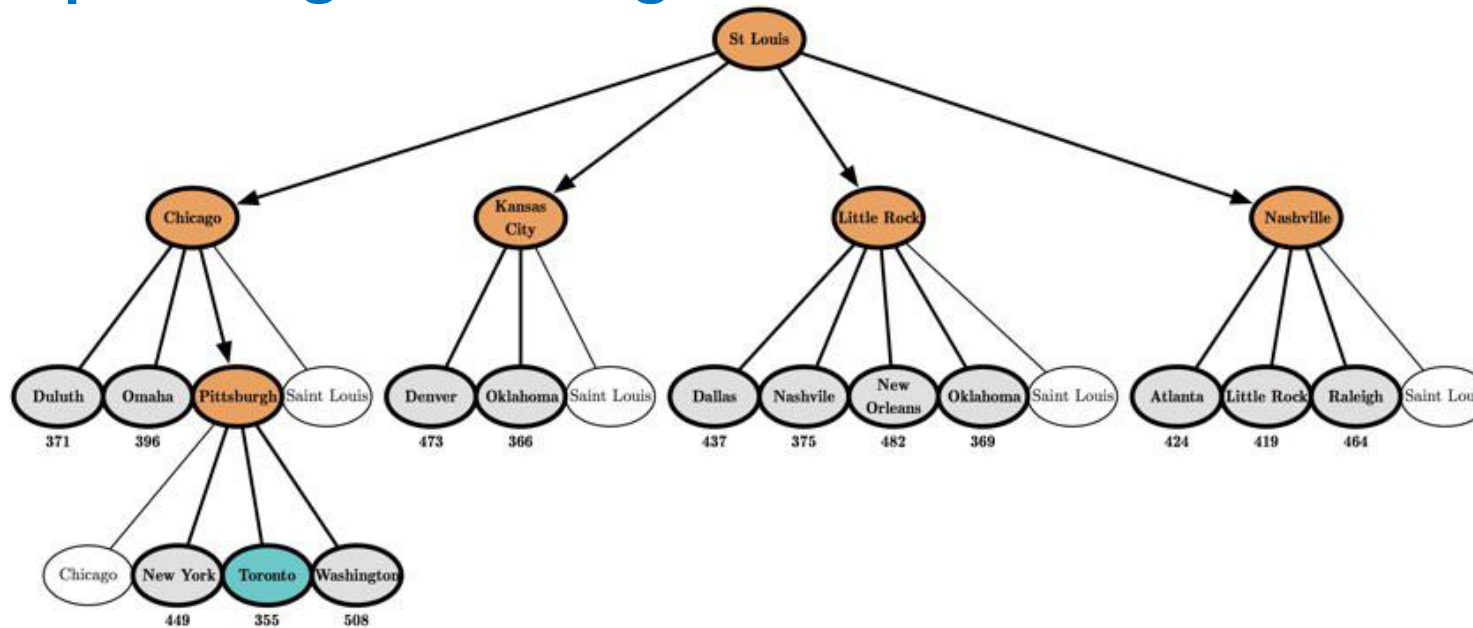 St Louis
Chicago
Kansas
City
Little Rock
Nashville
Duluth
Omaha
Pittsburgh
Saint Louis
Denver
Oklahoma
Saint Louis
Dallas
Nashvile
New
Orleans
Oklahoma
Saint Louis
Atlanta
Little Rock
Raleigh
Saint Lou
371
396
473
366
437
375
482
369
424
419
464
Chicago
New York
Toronto
Washington
449
355
508